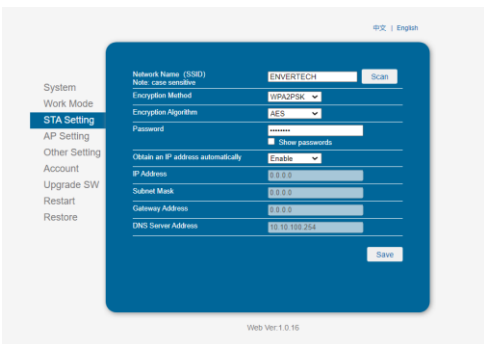 中文 | English
System
Work Mode
STA Setting
AP Setting
Other Setting
Account
Upgrade SW
Restart
Restore
Network Name (SSID) ENVERTECH Scan
Note: case sensitive
Encryption Method WPA2PSK
Encryption Algorithm AES
Password ••••••••
Show passwords
Obtain an IP address automatically Enable
IP Address 0.0.0.0
Subnet Mask 0.0.0.0
Gateway Address 0.0.0.0
DNS Server Address 10.10.100.254
Save
Web Ver:1.0.16